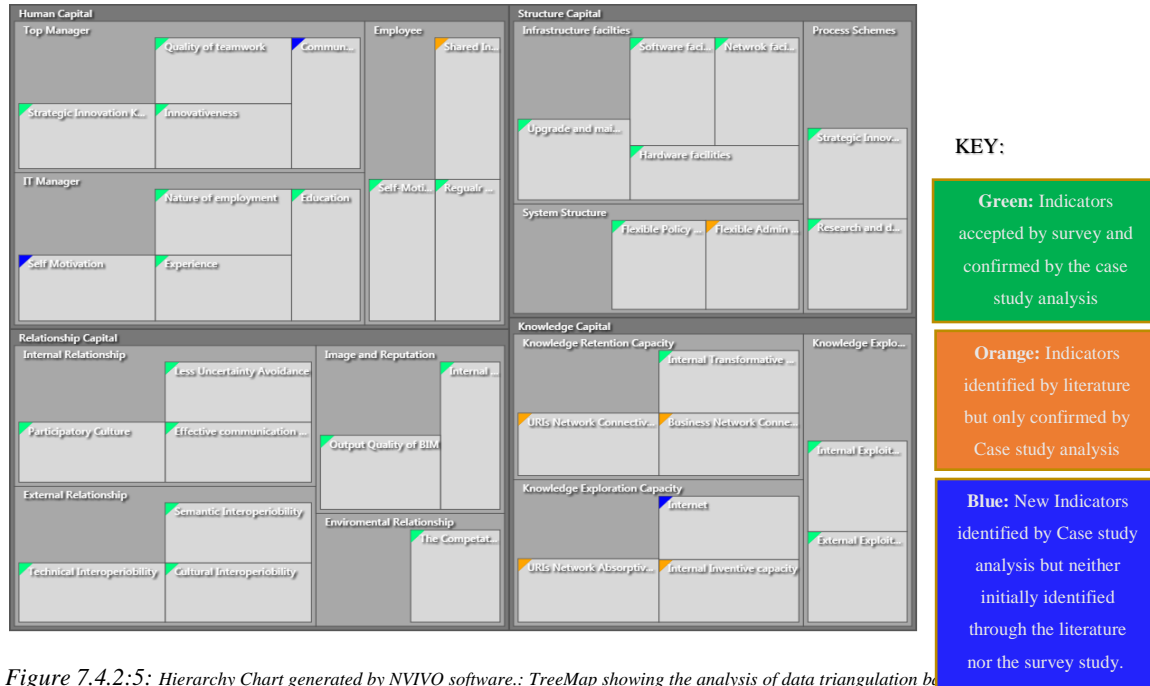 Human Capital
Top Manager
Quality of teamwork
Commun...
Strategic Innovation K...
Innovativeness
IT Manager
Nature of employment
Education
Self Motivation
Experience
Employee
Shared In...
Self-Moti...
Regualr ...
Structure Capital
Infrastructure facilties
Software faci...
Netwrok faci...
Upgrade and mai...
Hardware facilities
System Structure
Flexible Policy ...
Flexible Admin ...
Process Schemes
Strategic Innov...
Research and d...
Relationship Capital
Internal Relationship
Less Uncertainty Avoidance
Participatory Culture
Effective communication ...
External Relationship
Semantic Interoperiobility
Technical Interoperiobility
Cultural Interoperiobility
Image and Reputation
Internal ...
Output Quality of BIM
Enviromental Relationship
The Competat...
Knowledge Capital
Knowledge Retention Capacity
Internal Transformative ...
URIs Network Connectiv...
Business Network Conne...
Knowledge Exploration Capacity
Internet
URIs Network Absorptiv...
Internal Inventive capacity
Knowledge Explo...
Internal Exploit...
External Exploit...
KEY:
Green: Indicators
accepted by survey and
confirmed by the case
study analysis
Orange: Indicators
identified by literature
but only confirmed by
Case study analysis
Blue: New Indicators
identified by Case study
analysis but neither
initially identified
through the literature
nor the survey study.
Figure 7.4.2:5: Hierarchy Chart generated by NVIVO software.: TreeMap showing the analysis of data triangulation